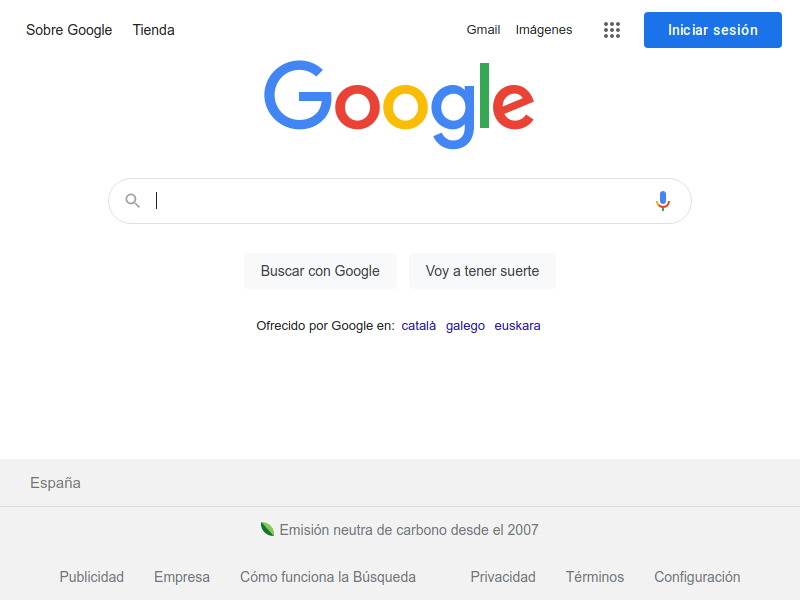 Sobre Google Tienda Gmail Imágenes Iniciar sesión
Google
Buscar con Google Voy a tener suerte
Ofrecido por Google en: català galego euskara
España
Emisión neutra de carbono desde el 2007
Publicidad Empresa Cómo funciona la Búsqueda Privacidad Términos Configuración